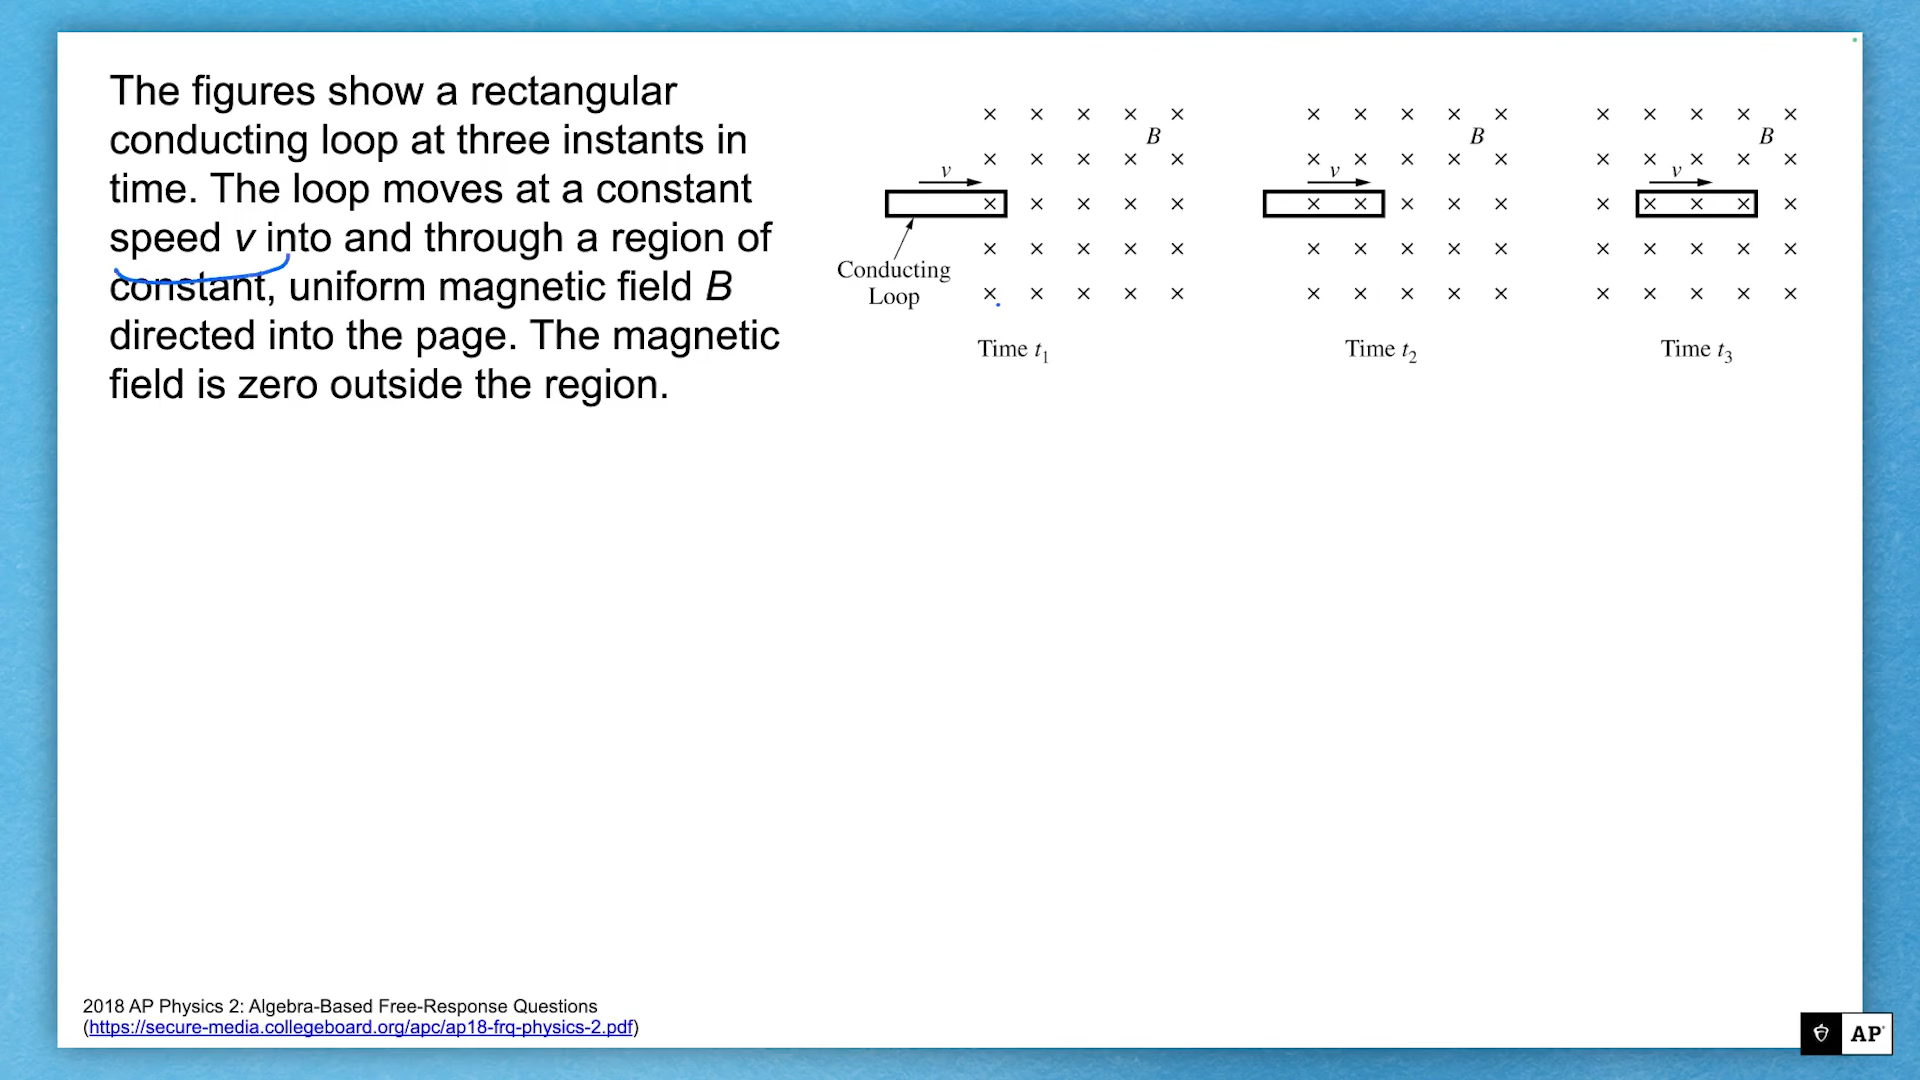 The figures show a rectangular
conducting loop at three instants in
time. The loop moves at a constant
speed v into and through a region of
constant, uniform magnetic field B
directed into the page. The magnetic
field is zero outside the region.
× × × × ×
B
× × × × ×
v
× × × × ×
× × × × ×
× × × × ×
Conducting
Loop
Time t₁
× × × × ×
B
× × × × ×
v
× × × × ×
× × × × ×
× × × × ×
Time t₂
× × × × ×
B
× × × × ×
v
× × × × ×
× × × × ×
× × × × ×
Time t₃
2018 AP Physics 2: Algebra-Based Free-Response Questions
(https://secure-media.collegeboard.org/apc/ap18-frq-physics-2.pdf)
AP®